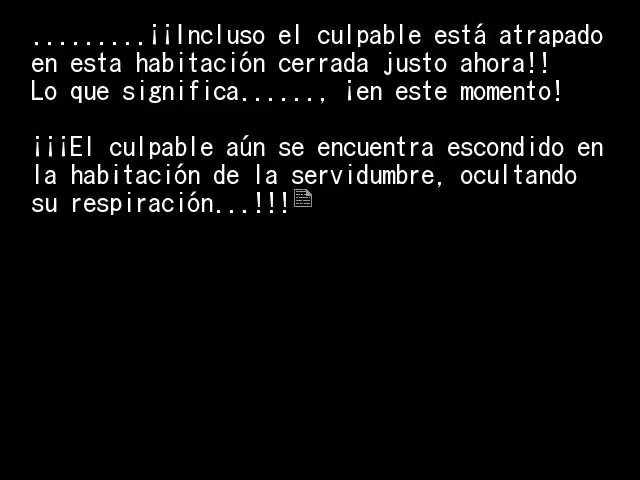 .........¡¡Incluso el culpable está atrapado
en esta habitación cerrada justo ahora!!
Lo que significa......, ¡en este momento!
¡¡¡El culpable aún se encuentra escondido en
la habitación de la servidumbre, ocultando
su respiración...!!!